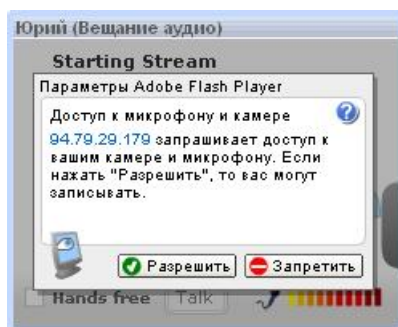 Юрий (Вещание аудио)
Starting Stream
Параметры Adobe Flash Player
Доступ к микрофону и камере
94.79.29.179 запрашивает доступ к
вашим камере и микрофону. Если
нажать "Разрешить", то вас могут
записывать.
Разрешить Запретить
Hands free Talk